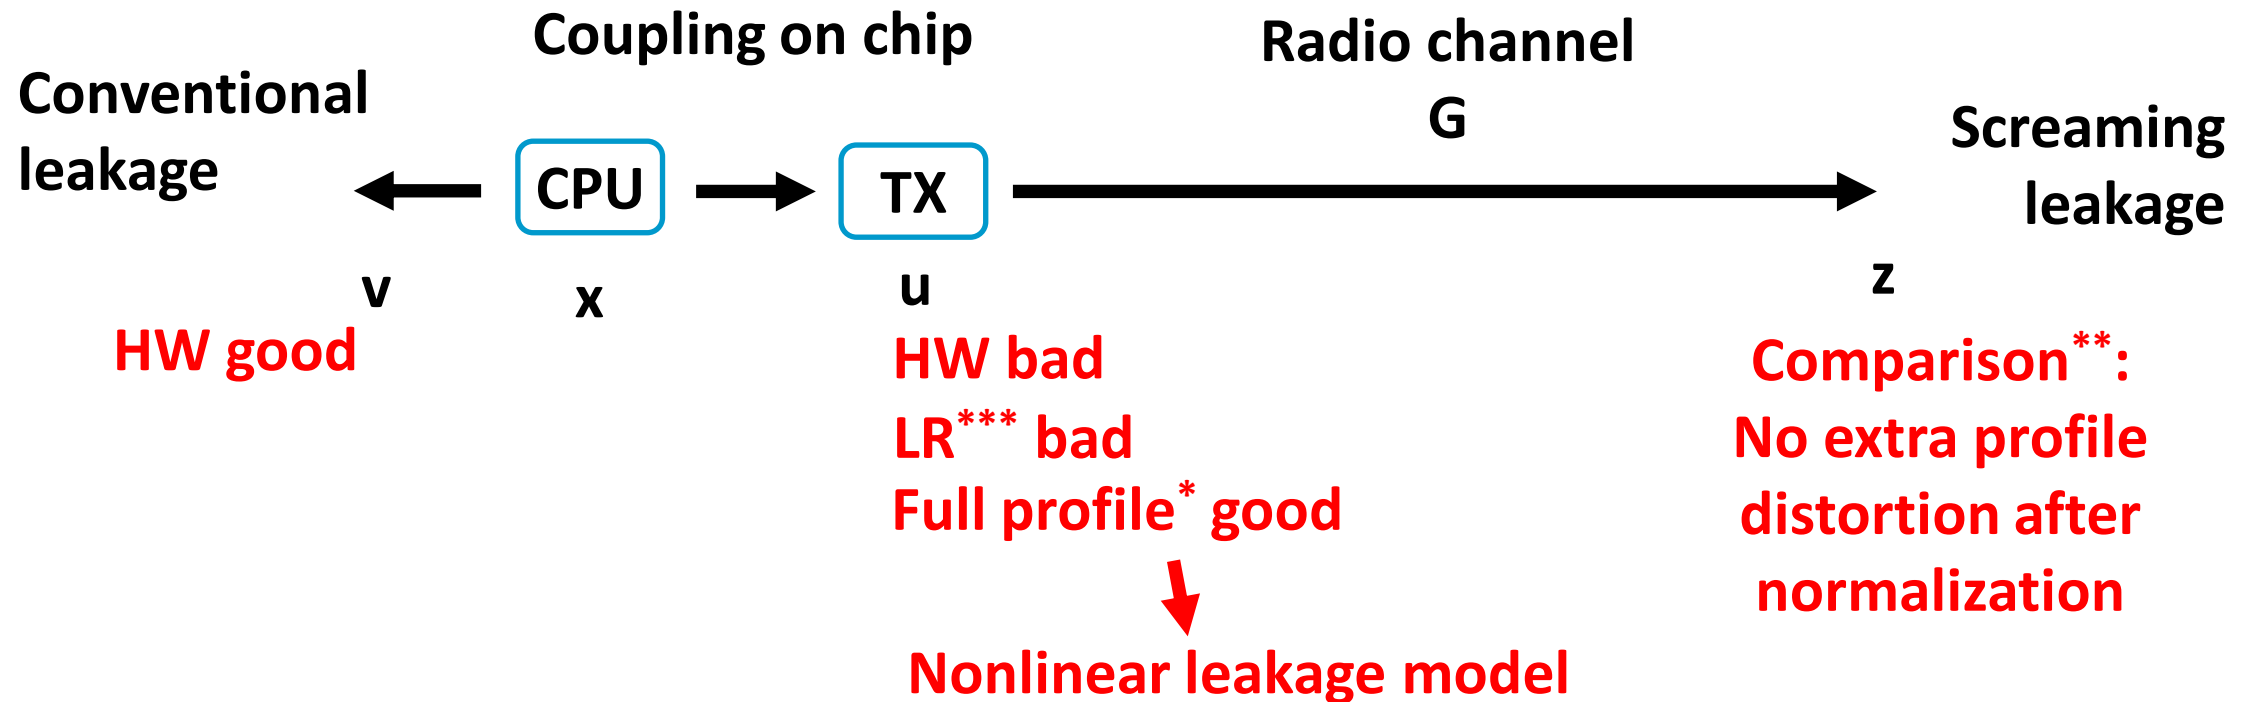 Coupling on chip
Radio channel
G
Conventional
leakage
CPU
TX
Screaming
leakage
v
x
u
z
HW good
HW bad
LR*** bad
Full profile* good
Nonlinear leakage model
Comparison**:
No extra profile
distortion after
normalization